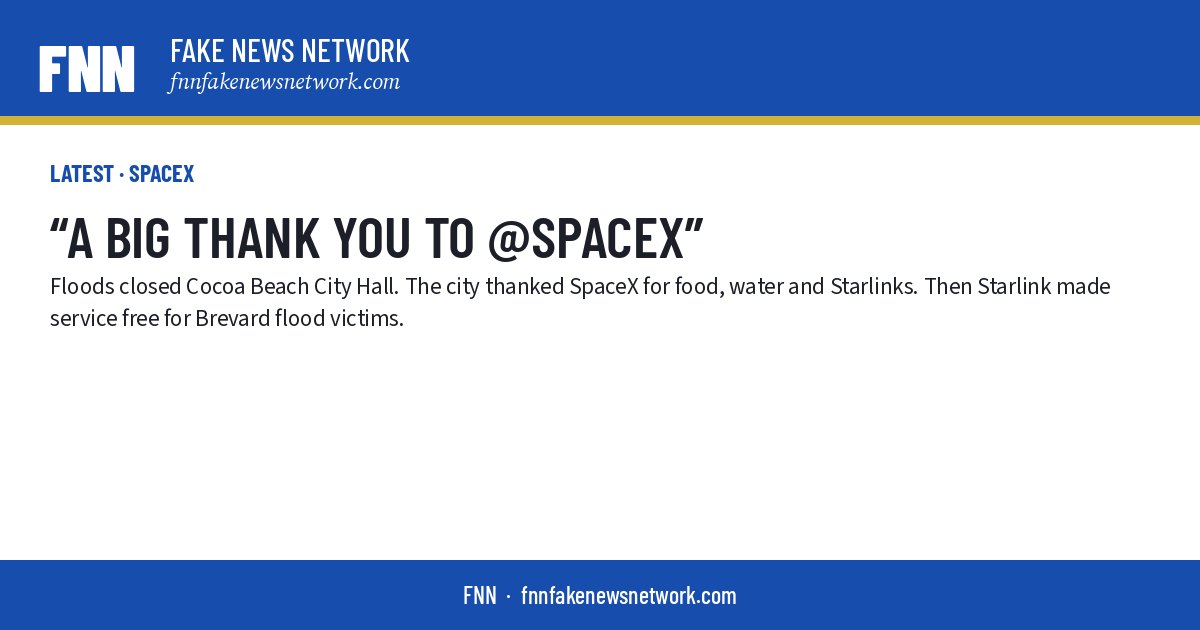 FNN
FAKE NEWS NETWORK
fnnfakenewsnetwork.com
LATEST · SPACEX
“A BIG THANK YOU TO @SPACEX”
Floods closed Cocoa Beach City Hall. The city thanked SpaceX for food, water and Starlinks. Then Starlink made
service free for Brevard flood victims.
FNN · fnnfakenewsnetwork.com